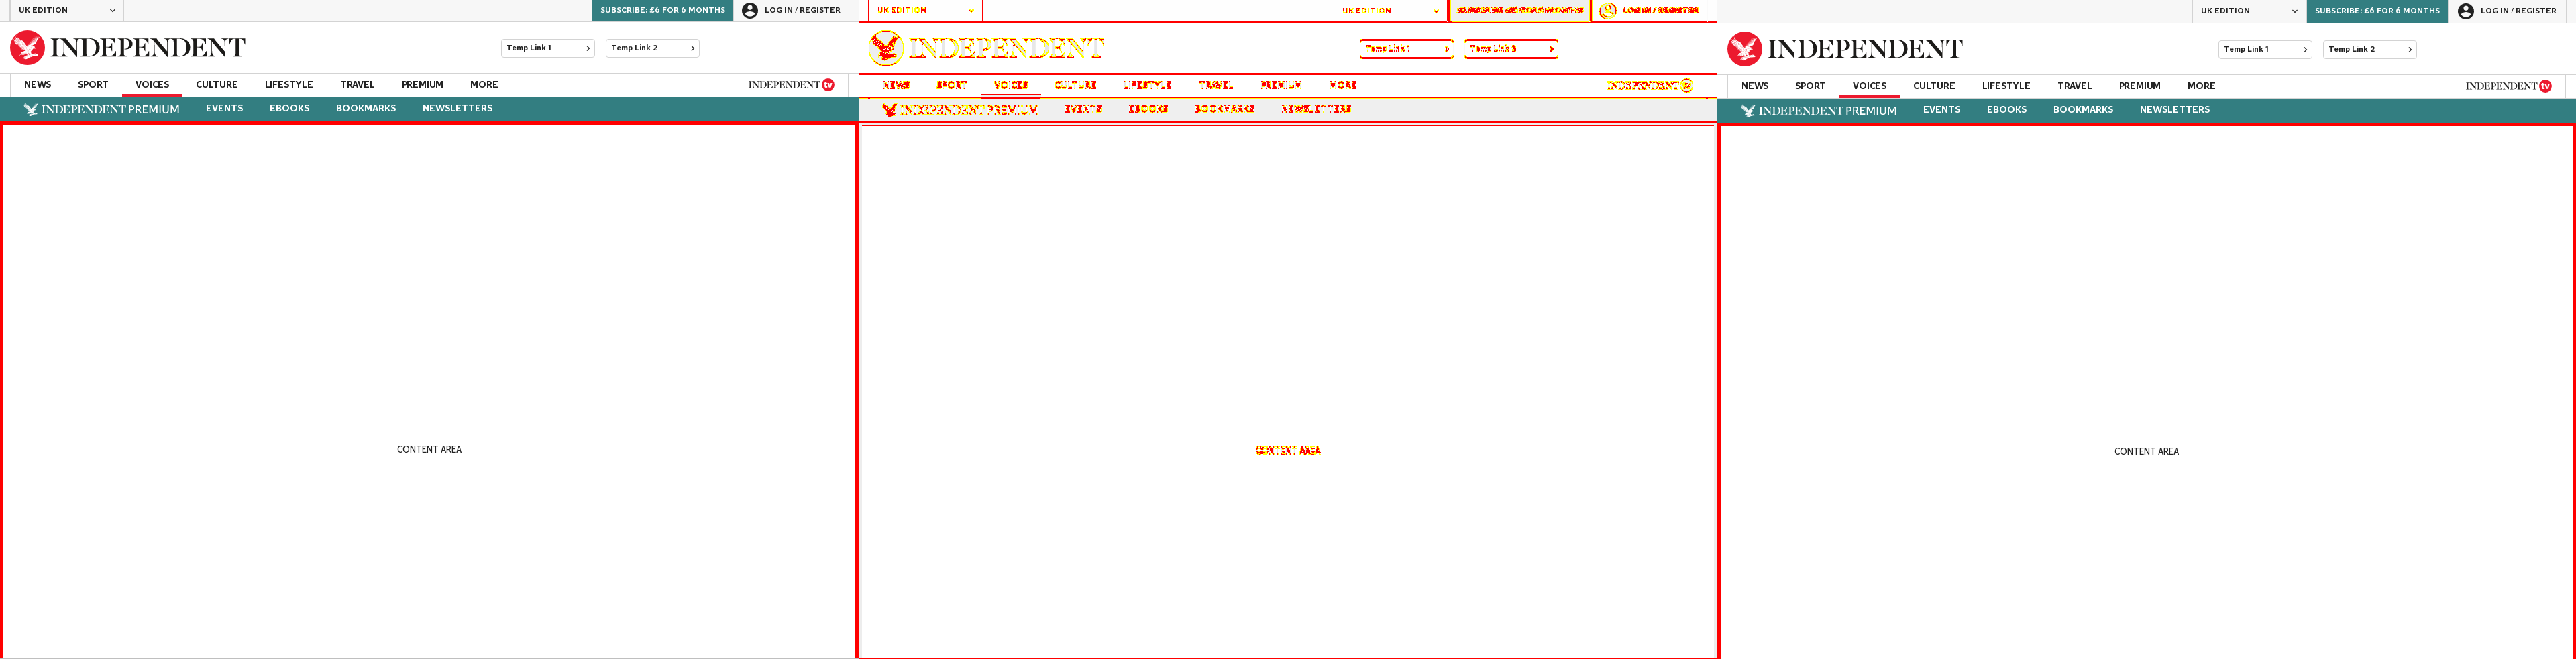 UK EDITION SUBSCRIBE: £6 FOR 6 MONTHS LOG IN / REGISTER
INDEPENDENT Temp Link 1 Temp Link 2
NEWS SPORT VOICES CULTURE LIFESTYLE TRAVEL PREMIUM MORE INDEPENDENT tv
INDEPENDENT PREMIUM EVENTS EBOOKS BOOKMARKS NEWSLETTERS
CONTENT AREA
UK EDITION UK EDITION LOG IN / REGISTER
INDEPENDENT Temp Link 1 Temp Link
NEWS SPORT VOICES CULTURE LIFESTYLE TRAVEL PREMIUM MORE INDEPENDENT
INDEPENDENT PREMIUM EVENTS EBOOKS BOOKMARKS NEWSLETTERS
CONTENT AREA
UK EDITION SUBSCRIBE: £6 FOR 6 MONTHS LOG IN / REGISTER
INDEPENDENT Temp Link 1 Temp Link 2
NEWS SPORT VOICES CULTURE LIFESTYLE TRAVEL PREMIUM MORE INDEPENDENT tv
INDEPENDENT PREMIUM EVENTS EBOOKS BOOKMARKS NEWSLETTERS
CONTENT AREA